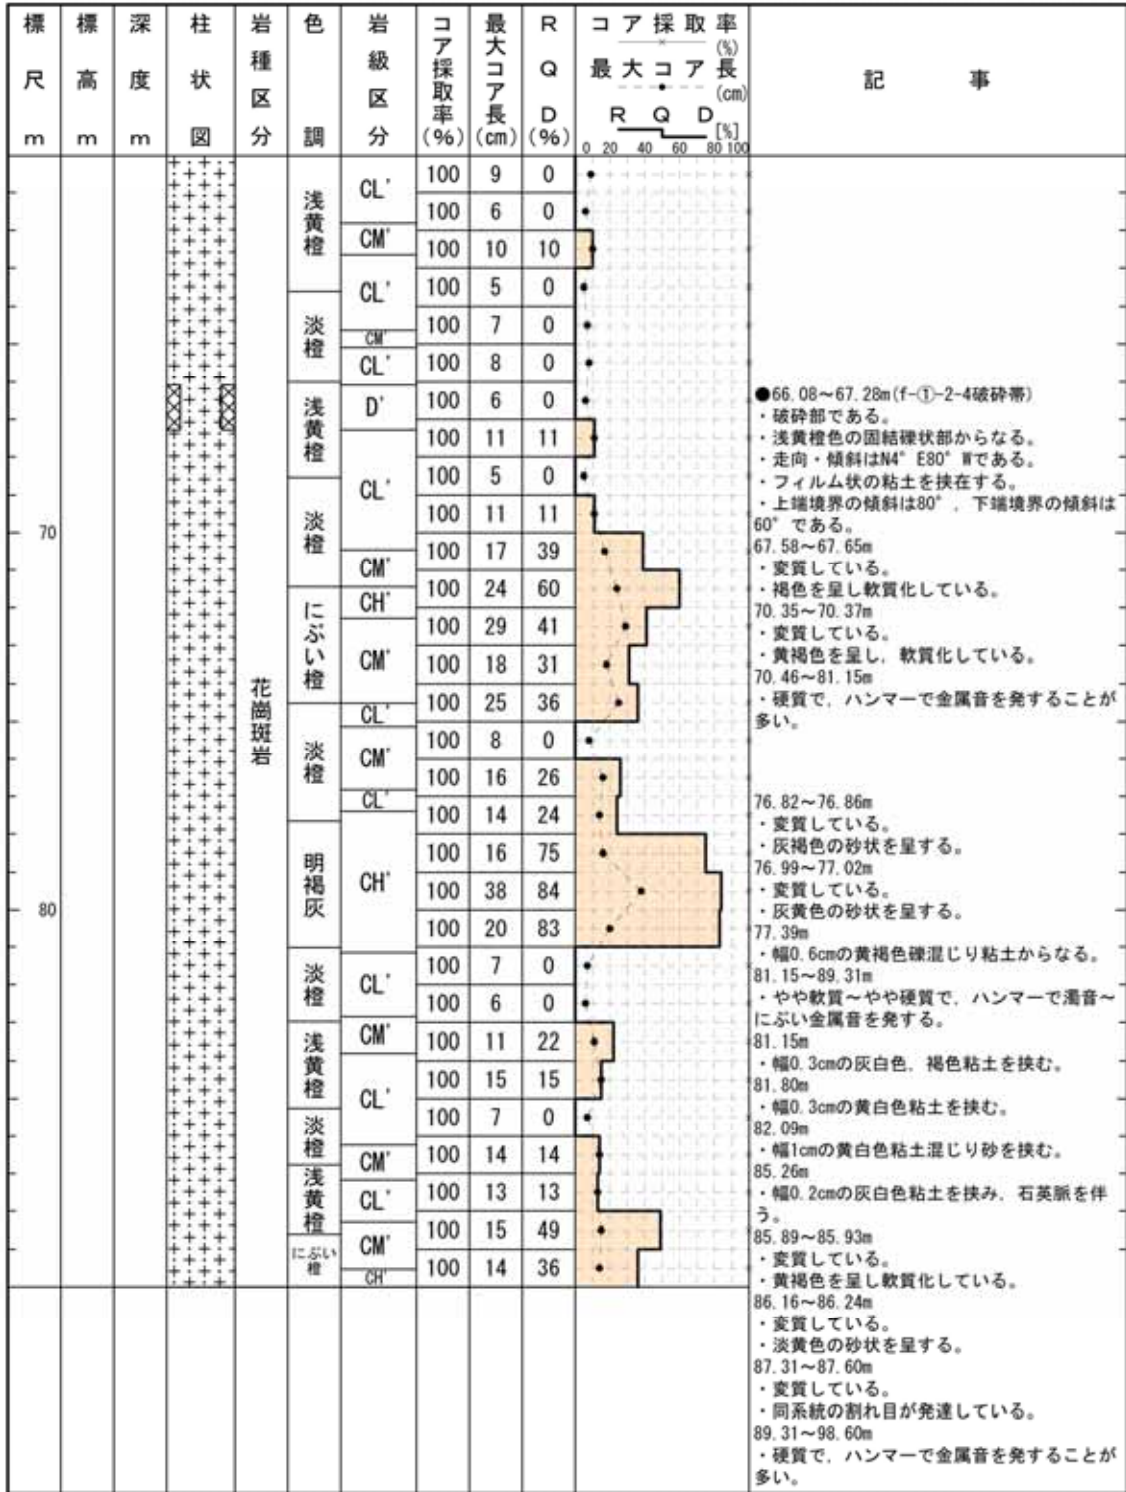 標尺m
標高m
深度m
柱状図
岩種区分
色調
岩級区分
コア採取率(%)
最大コア長(cm)
RQD(%)
コア採取率(%)
最大コア長(cm)
RQD[%]
0 20 40 60 80 100
記事
70
80
花崗斑岩
浅黄橙
淡橙
浅黄橙
淡橙
にぶい橙
淡橙
明褐灰
淡橙
浅黄橙
淡橙
浅黄橙
にぶい橙
CL'
CM'
CL'
CM'
CL'
D'
CL'
CM'
CH'
CM'
CL'
CM'
CL'
CH'
CL'
CM'
CL'
CM'
CL'
CM'
CH'
100 9 0
100 6 0
100 10 10
100 5 0
100 7 0
100 8 0
100 6 0
100 11 11
100 5 0
100 11 11
100 17 39
100 24 60
100 29 41
100 18 31
100 25 36
100 8 0
100 16 26
100 14 24
100 16 75
100 38 84
100 20 83
100 7 0
100 6 0
100 11 22
100 15 15
100 7 0
100 14 14
100 13 13
100 15 49
100 14 36
●66.08～67.28m(f-①-2-4破砕帯)
・破砕部である。
・浅黄橙色の固結礫状部からなる。
・走向・傾斜はN4°E80°Wである。
・フィルム状の粘土を挟在する。
・上端境界の傾斜は80°，下端境界の傾斜は
60°である。
67.58～67.65m
・変質している。
・褐色を呈し軟質化している。
70.35～70.37m
・変質している。
・黄褐色を呈し，軟質化している。
70.46～81.15m
・硬質で，ハンマーで金属音を発することが
多い。
76.82～76.86m
・変質している。
・灰褐色の砂状を呈する。
76.99～77.02m
・変質している。
・灰黄色の砂状を呈する。
77.39m
・幅0.6cmの黄褐色礫混じり粘土からなる。
81.15～89.31m
・やや軟質～やや硬質で，ハンマーで濁音～
にぶい金属音を発する。
81.15m
・幅0.3cmの灰白色，褐色粘土を挟む。
81.80m
・幅0.3cmの黄白色粘土を挟む。
82.09m
・幅1cmの黄白色粘土混じり砂を挟む。
85.26m
・幅0.2cmの灰白色粘土を挟み，石英脈を伴
う。
85.89～85.93m
・変質している。
・黄褐色を呈し軟質化している。
86.16～86.24m
・変質している。
・淡黄色の砂状を呈する。
87.31～87.60m
・変質している。
・同系統の割れ目が発達している。
89.31～98.60m
・硬質で，ハンマーで金属音を発することが
多い。